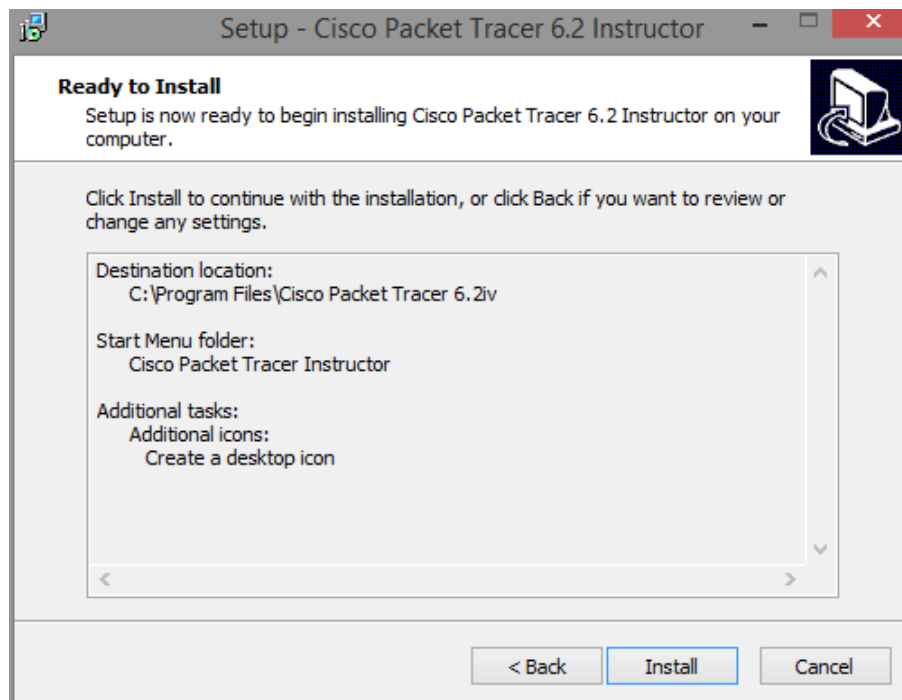 Setup - Cisco Packet Tracer 6.2 Instructor
Ready to Install
Setup is now ready to begin installing Cisco Packet Tracer 6.2 Instructor on your
computer.
Click Install to continue with the installation, or click Back if you want to review or
change any settings.
Destination location:
C:\Program Files\Cisco Packet Tracer 6.2iv
Start Menu folder:
Cisco Packet Tracer Instructor
Additional tasks:
Additional icons:
Create a desktop icon
< Back
Install
Cancel